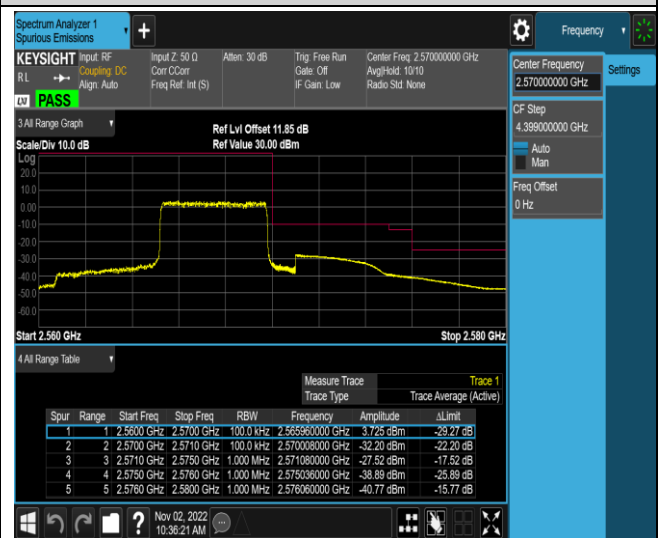 Spectrum Analyzer 1
Spurious Emissions
+
Frequency
KEYSIGHT Input: RF Input Z: 50 Ω Atten: 30 dB Trig: Free Run Center Freq: 2.570000000 GHz
RL Coupling: DC Corr CCorr Gate: Off Avg|Hold: 10/10
Align: Auto Freq Ref: Int (S) IF Gain: Low Radio Std: None
LXI PASS
Center Frequency
2.570000000 GHz
Settings
CF Step
4.399000000 GHz
Auto
Man
Freq Offset
0 Hz
3 All Range Graph
Ref Lvl Offset 11.85 dB
Scale/Div 10.0 dB Ref Value 30.00 dBm
Log
20.0
10.0
0.00
-10.0
-20.0
-30.0
-40.0
-50.0
-60.0
Start 2.560 GHz Stop 2.580 GHz
4 All Range Table
Measure Trace Trace 1
Trace Type Trace Average (Active)
Spur Range Start Freq Stop Freq RBW Frequency Amplitude ΔLimit
1 1 2.5600 GHz 2.5700 GHz 100.0 kHz 2.565960000 GHz 3.725 dBm -29.27 dB
2 2 2.5700 GHz 2.5710 GHz 100.0 kHz 2.570008000 GHz -32.20 dBm -22.20 dB
3 3 2.5710 GHz 2.5750 GHz 1.000 MHz 2.571080000 GHz -27.52 dBm -17.52 dB
4 4 2.5750 GHz 2.5760 GHz 1.000 MHz 2.575036000 GHz -38.89 dBm -25.89 dB
5 5 2.5760 GHz 2.5800 GHz 1.000 MHz 2.576060000 GHz -40.77 dBm -15.77 dB
? Nov 02, 2022
10:36:21 AM